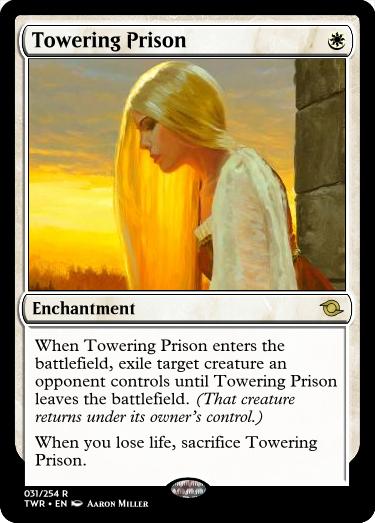 Towering Prison
Enchantment
When Towering Prison enters the
battlefield, exile target creature an
opponent controls until Towering Prison
leaves the battlefield. (That creature
returns under its owner's control.)
When you lose life, sacrifice Towering
Prison.
031/254 R
TWR • EN Aaron Miller